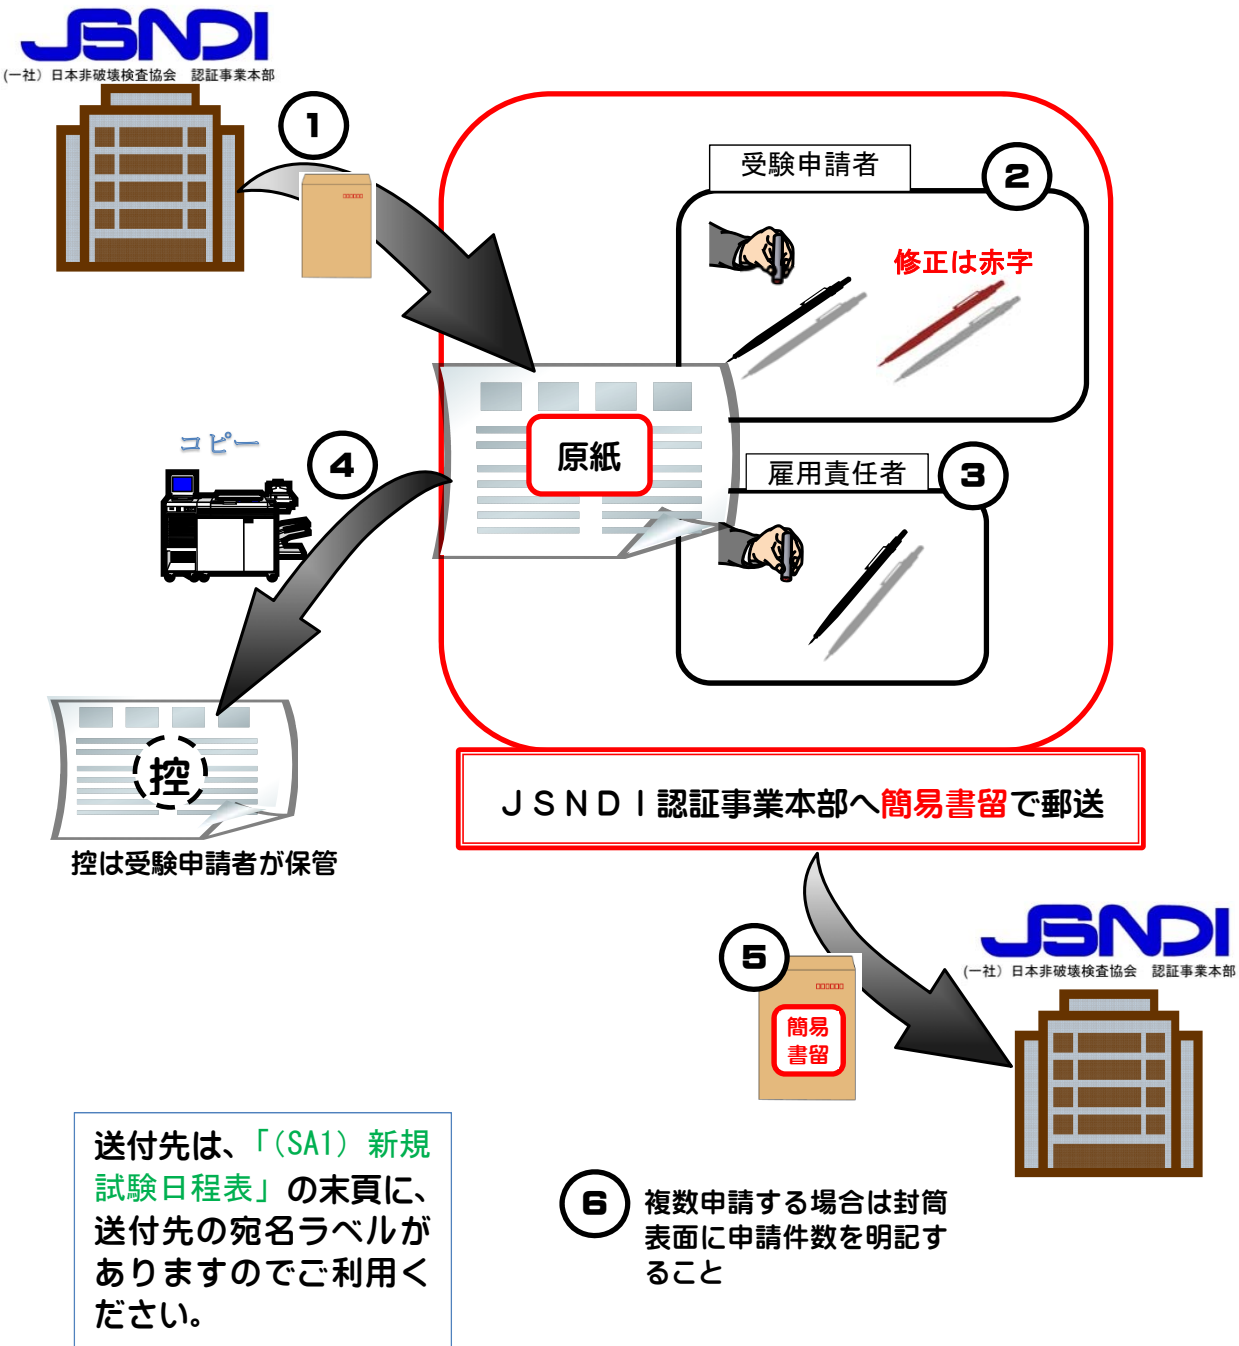 JSNDI
(一社) 日本非破壊検査協会 認証事業本部
1
受験申請者
2
修正は赤字
原紙
コピー
4
雇用責任者
3
控
控は受験申請者が保管
ＪＳＮＤＩ認証事業本部へ簡易書留で郵送
5
簡易
書留
JSNDI
(一社) 日本非破壊検査協会 認証事業本部
送付先は、「(SA1) 新規
試験日程表」の末頁に、
送付先の宛名ラベルが
ありますのでご利用く
ださい。
6
複数申請する場合は封筒
表面に申請件数を明記す
ること